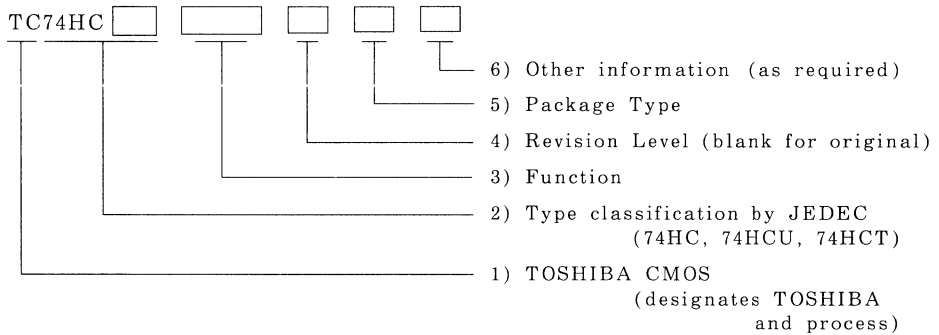 TC74HC
6) Other information (as required)
5) Package Type
4) Revision Level (blank for original)
3) Function
2) Type classification by JEDEC
(74HC, 74HCU, 74HCT)
1) TOSHIBA CMOS
(designates TOSHIBA
and process)